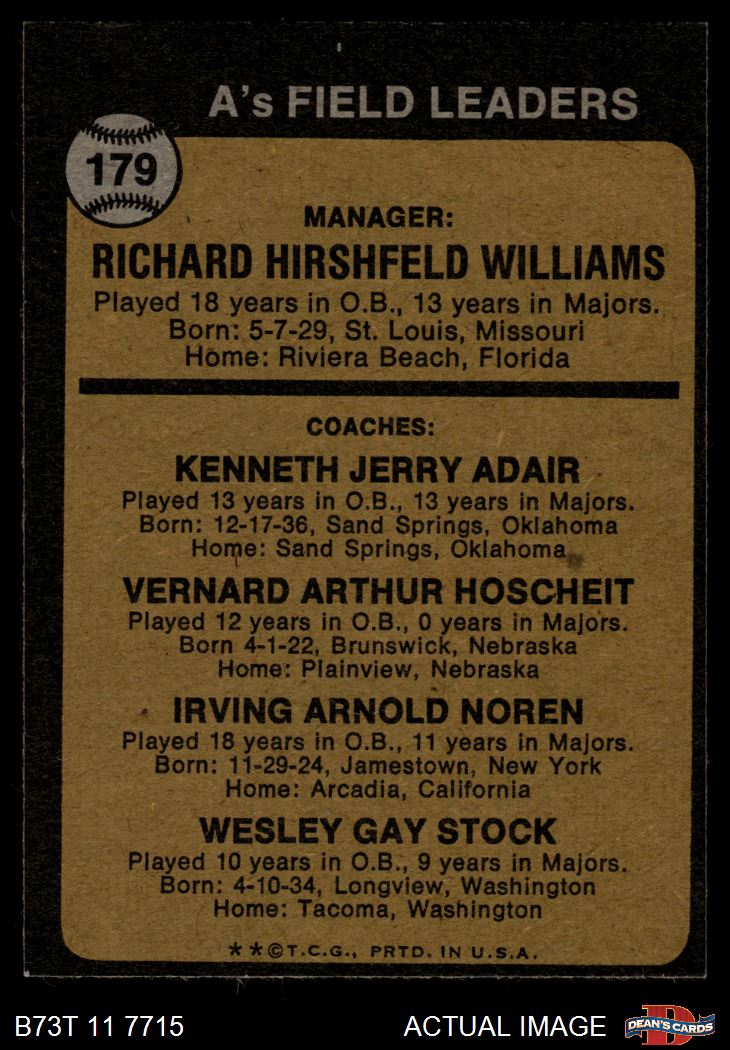 A's FIELD LEADERS
179
MANAGER:
RICHARD HIRSHFELD WILLIAMS
Played 18 years in O.B., 13 years in Majors.
Born: 5-7-29, St. Louis, Missouri
Home: Riviera Beach, Florida
COACHES:
KENNETH JERRY ADAIR
Played 13 years in O.B., 13 years in Majors.
Born: 12-17-36, Sand Springs, Oklahoma
Home: Sand Springs, Oklahoma
VERNARD ARTHUR HOSCHEIT
Played 12 years in O.B., 0 years in Majors.
Born 4-1-22, Brunswick, Nebraska
Home: Plainview, Nebraska
IRVING ARNOLD NOREN
Played 18 years in O.B., 11 years in Majors.
Born: 11-29-24, Jamestown, New York
Home: Arcadia, California
WESLEY GAY STOCK
Played 10 years in O.B., 9 years in Majors.
Born: 4-10-34, Longview, Washington
Home: Tacoma, Washington
**©T.C.G., PRTD. IN U.S.A.
B73T 11 7715
ACTUAL IMAGE
D
DEAN'S CARDS